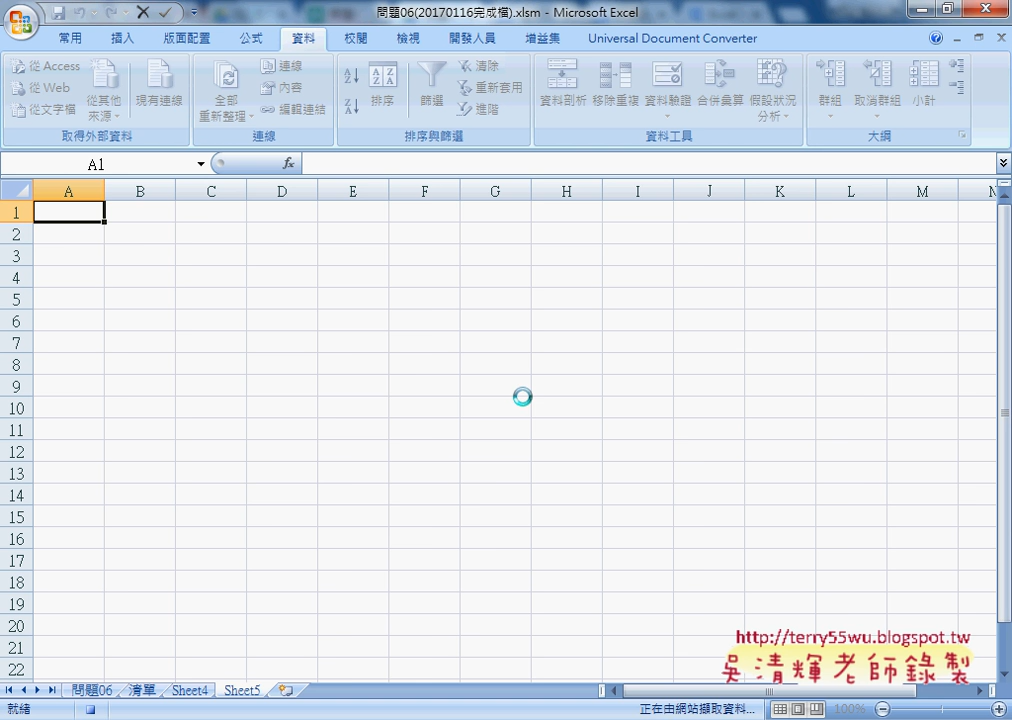 問題06(20170116完成檔).xlsm - Microsoft Excel
常用 插入 版面配置 公式 資料 校閱 檢視 開發人員 增益集 Universal Document Converter
從 Access
從 Web
從文字檔
從其他來源
現有連線
取得外部資料
全部重新整理
連線
內容
編輯連結
連線
排序
篩選
清除
重新套用
進階
排序與篩選
資料剖析
移除重複
資料驗證
合併彙算
假設狀況分析
資料工具
群組
取消群組
小計
大綱
A1
fx
A B C D E F G H I J K L M N
1
2
3
4
5
6
7
8
9
10
11
12
13
14
15
16
17
18
19
20
21
22
http://terry55wu.blogspot.tw
吳清輝老師錄製
問題06 清單 Sheet4 Sheet5
就緒 正在由網站擷取資料... 100%